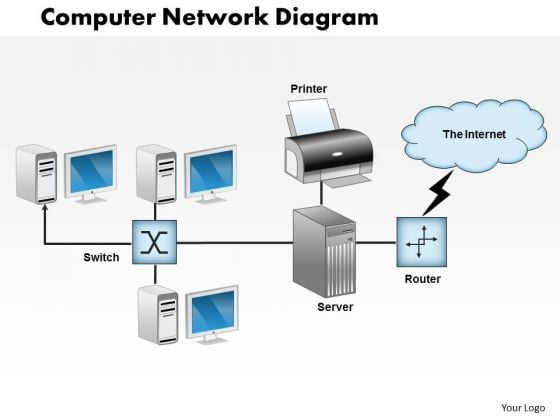 Computer Network Diagram
Printer
The Internet
Switch
Router
Server
Your Logo